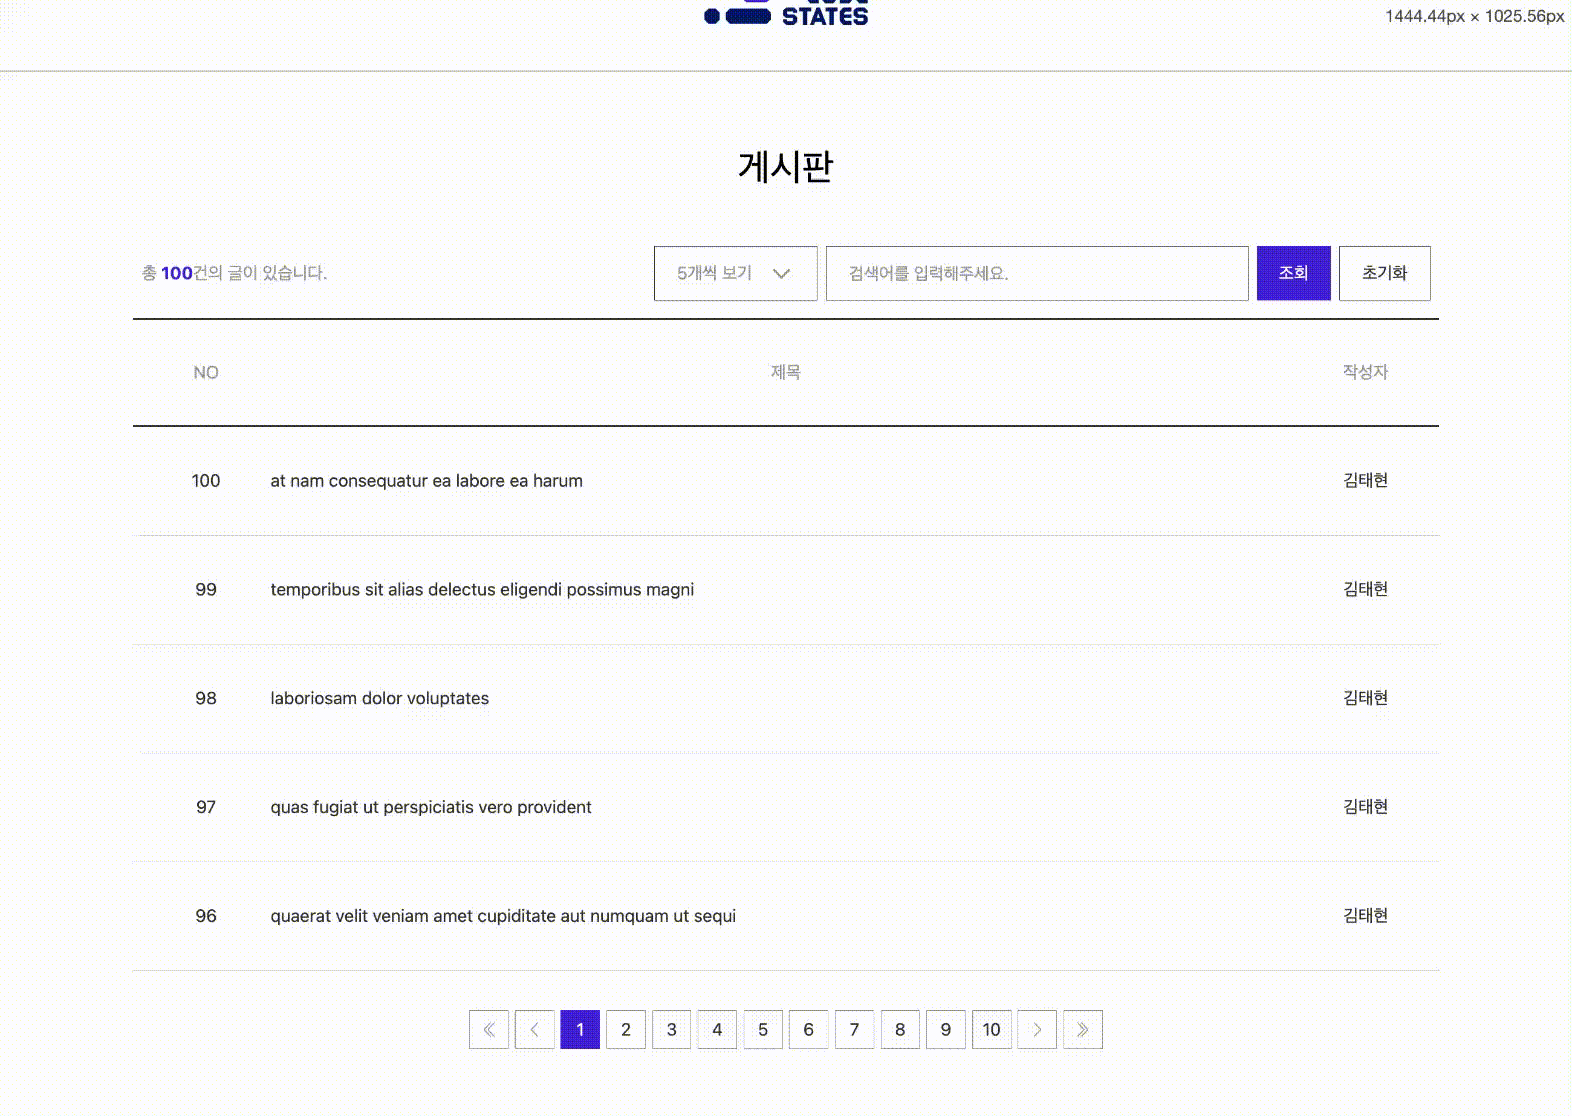 STATES
1444.44px × 1025.56px
게시판
총 100건의 글이 있습니다.
5개씩 보기
검색어를 입력해주세요.
조회
초기화
NO 제목 작성자
100 at nam consequatur ea labore ea harum 김태현
99 temporibus sit alias delectus eligendi possimus magni 김태현
98 laboriosam dolor voluptates 김태현
97 quas fugiat ut perspiciatis vero provident 김태현
96 quaerat velit veniam amet cupiditate aut numquam ut sequi 김태현
1 2 3 4 5 6 7 8 9 10